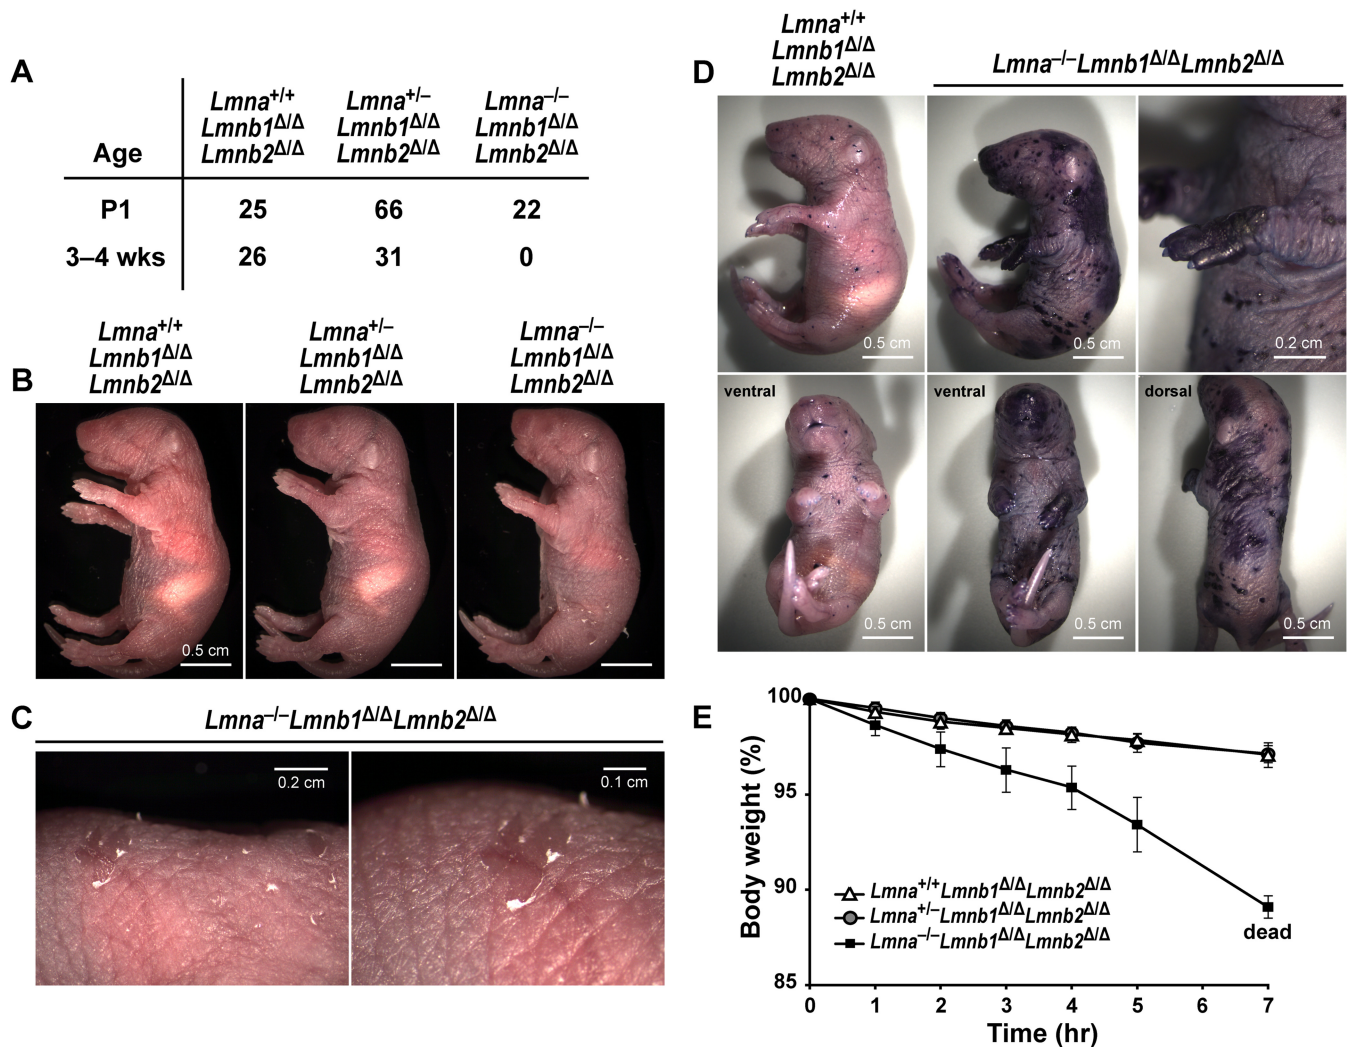 A
Age
Lmna+/+
Lmnb1Δ/Δ
Lmnb2Δ/Δ
Lmna+/–
Lmnb1Δ/Δ
Lmnb2Δ/Δ
Lmna–/–
Lmnb1Δ/Δ
Lmnb2Δ/Δ
P1 25 66 22
3–4 wks 26 31 0
B
Lmna+/+
Lmnb1Δ/Δ
Lmnb2Δ/Δ
Lmna+/–
Lmnb1Δ/Δ
Lmnb2Δ/Δ
Lmna–/–
Lmnb1Δ/Δ
Lmnb2Δ/Δ
0.5 cm
C
Lmna–/–Lmnb1Δ/ΔLmnb2Δ/Δ
0.2 cm
0.1 cm
D
Lmna+/+
Lmnb1Δ/Δ
Lmnb2Δ/Δ
Lmna–/–Lmnb1Δ/ΔLmnb2Δ/Δ
0.5 cm
0.5 cm
0.2 cm
ventral
ventral
dorsal
0.5 cm
0.5 cm
0.5 cm
E
Body weight (%)
100
95
90
85
Lmna+/+Lmnb1Δ/ΔLmnb2Δ/Δ
Lmna+/–Lmnb1Δ/ΔLmnb2Δ/Δ
Lmna–/–Lmnb1Δ/ΔLmnb2Δ/Δ
dead
0 1 2 3 4 5 6 7
Time (hr)